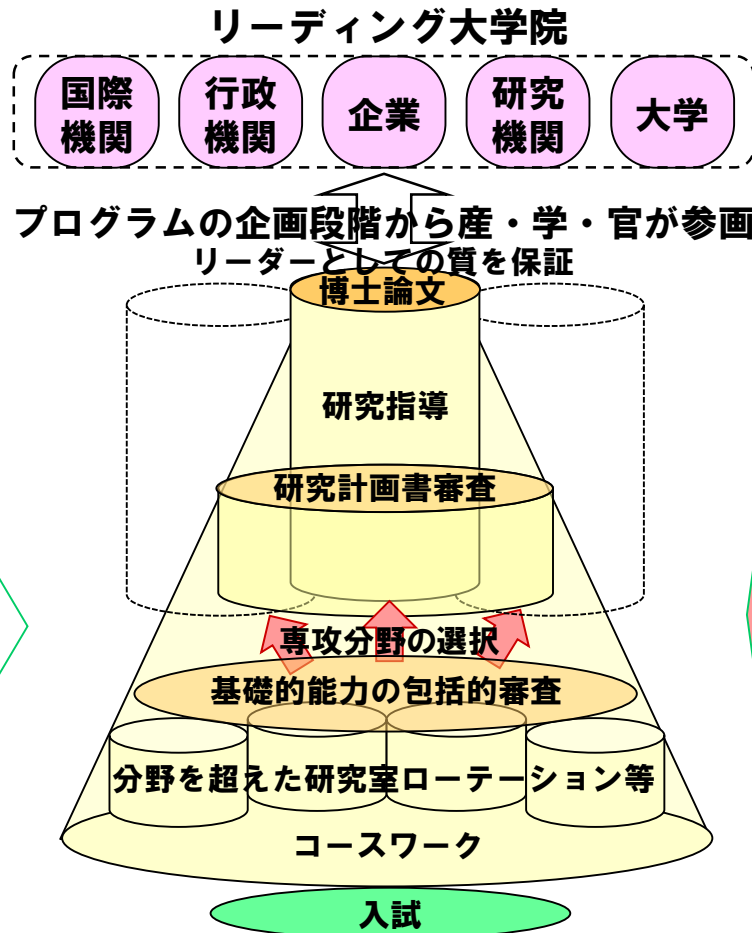 リーディング大学院
国際
機関
行政
機関
企業
研究
機関
大学
プログラムの企画段階から産・学・官が参画
リーダーとしての質を保証
博士論文
研究指導
研究計画書審査
専攻分野の選択
基礎的能力の包括的審査
分野を超えた研究室ローテーション等
コースワーク
入試